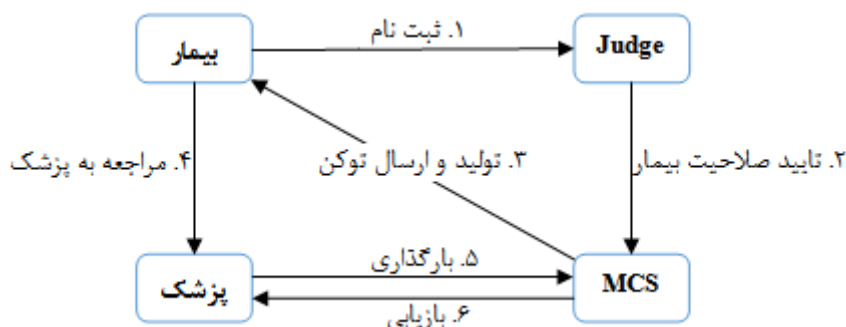 ۱. ثبت نام
بیمار
Judge
۲. تایید صلاحیت بیمار
۳. تولید و ارسال توکن
۴. مراجعه به پزشک
۵. بارگذاری
پزشک
MCS
۶. بازیابی